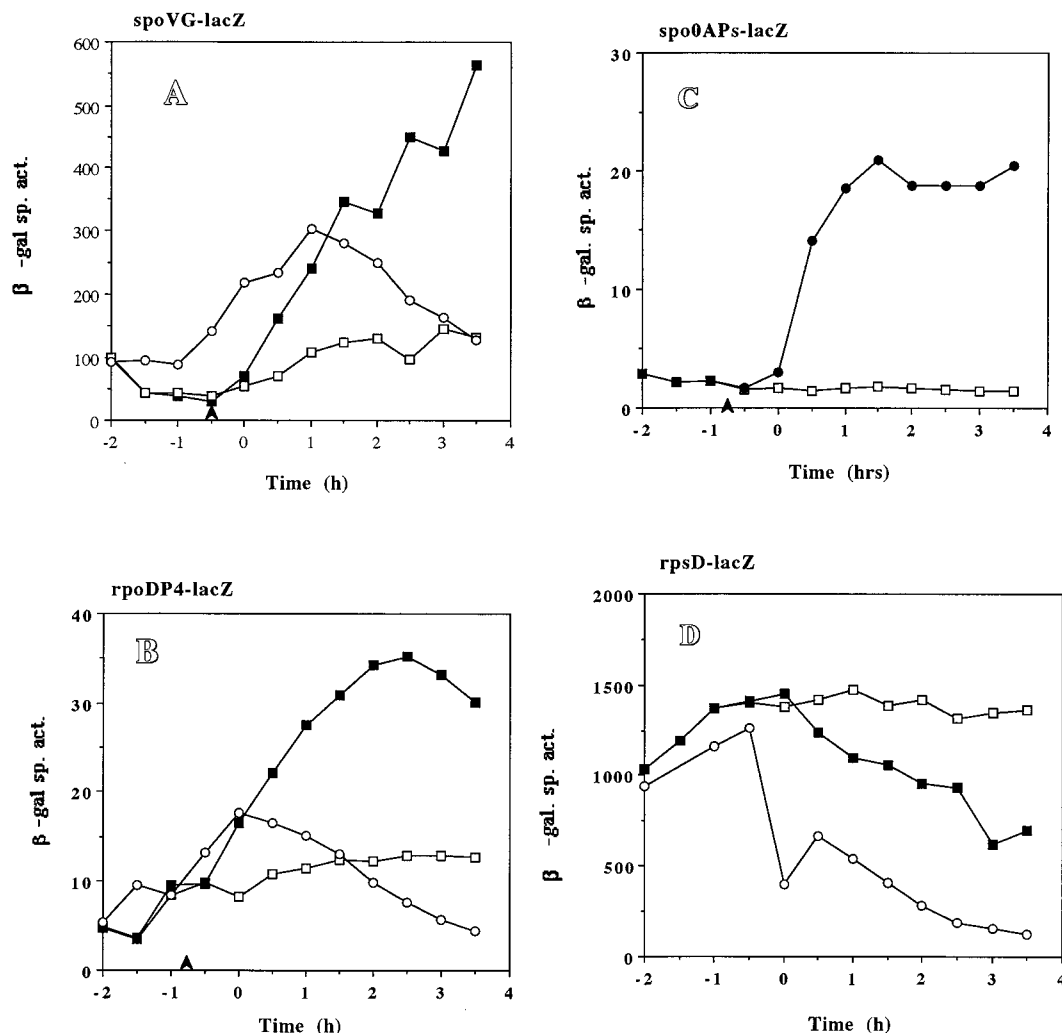 spoVG-lacZ
A
600
500
400
300
200
100
0
β -gal sp. act.
-2 -1 0 1 2 3 4
Time (h)
spo0APs-lacZ
C
30
20
10
0
β -gal. sp. act.
-2 -1 0 1 2 3 4
Time (hrs)
rpoDP4-lacZ
B
40
30
20
10
0
β -gal sp. act.
-2 -1 0 1 2 3 4
Time (h)
rpsD-lacZ
D
2000
1500
1000
500
0
β -gal. sp. act.
-2 -1 0 1 2 3 4
Time (h)